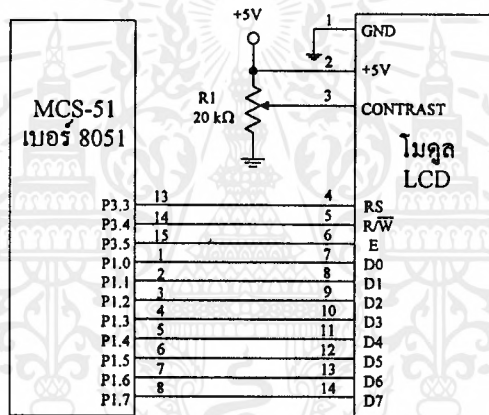 +5V
1
GND
2
+5V
MCS-51
เบอร์ 8051
R1
20 kΩ
3
CONTRAST
โมดูล
LCD
P3.3 13 4 RS
P3.4 14 5 R/W̅
P3.5 15 6 E
P1.0 1 7 D0
P1.1 2 8 D1
P1.2 3 9 D2
P1.3 4 10 D3
P1.4 5 11 D4
P1.5 6 12 D5
P1.6 7 13 D6
P1.7 8 14 D7